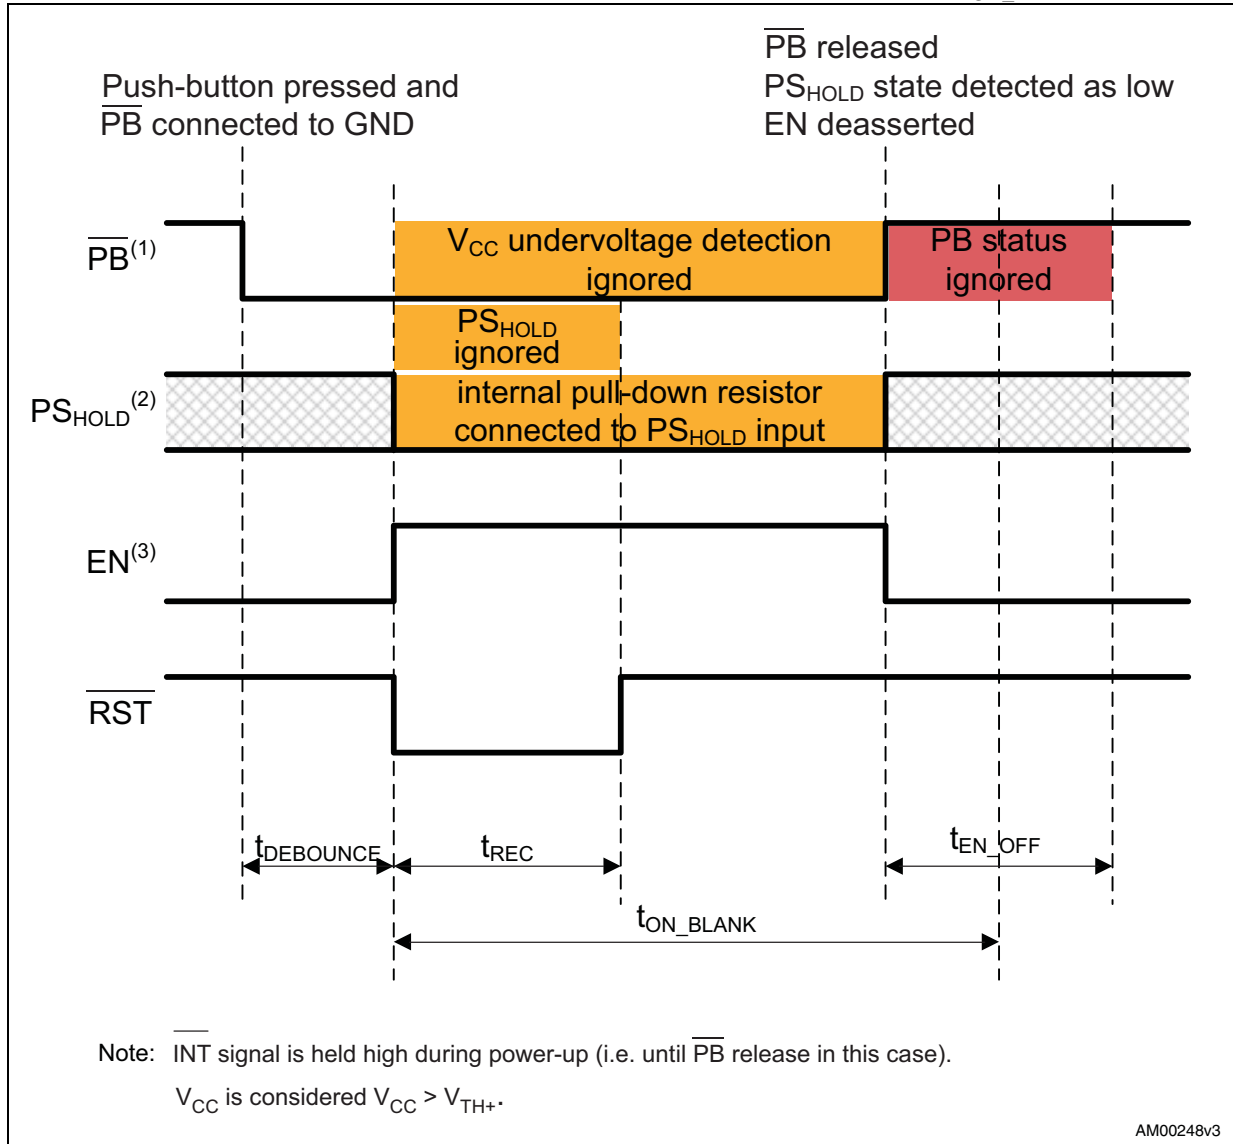 Push-button pressed and
PB connected to GND
PB released
PSHOLD state detected as low
EN deasserted
PB(1)
VCC undervoltage detection
ignored
PB status
ignored
PSHOLD
ignored
PSHOLD(2)
internal pull-down resistor
connected to PSHOLD input
EN(3)
RST
tDEBOUNCE
tREC
tEN_OFF
tON_BLANK
Note: INT signal is held high during power-up (i.e. until PB release in this case).
VCC is considered VCC > VTH+.
AM00248v3